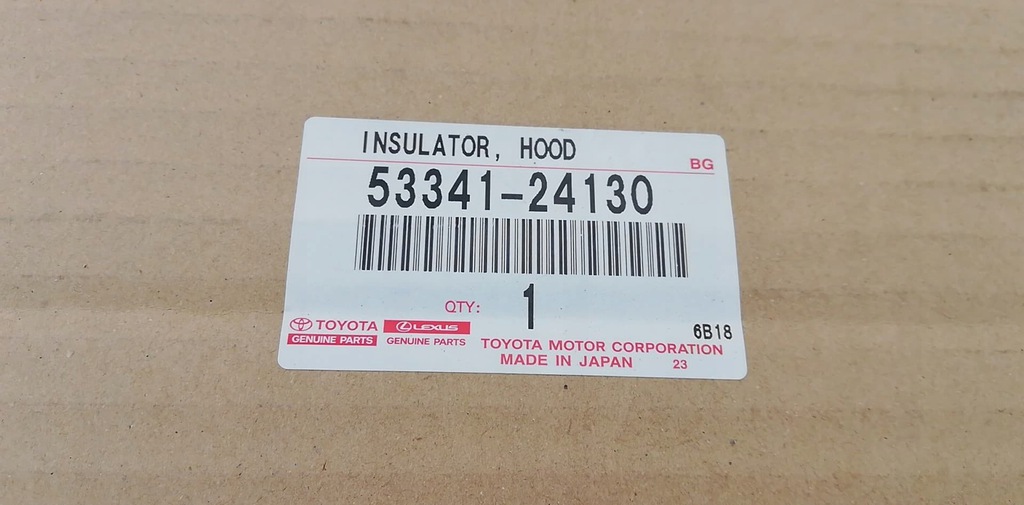 INSULATOR, HOOD
BG
53341-24130
QTY: 1
6B18
TOYOTA LEXUS
GENUINE PARTS GENUINE PARTS
TOYOTA MOTOR CORPORATION
MADE IN JAPAN 23